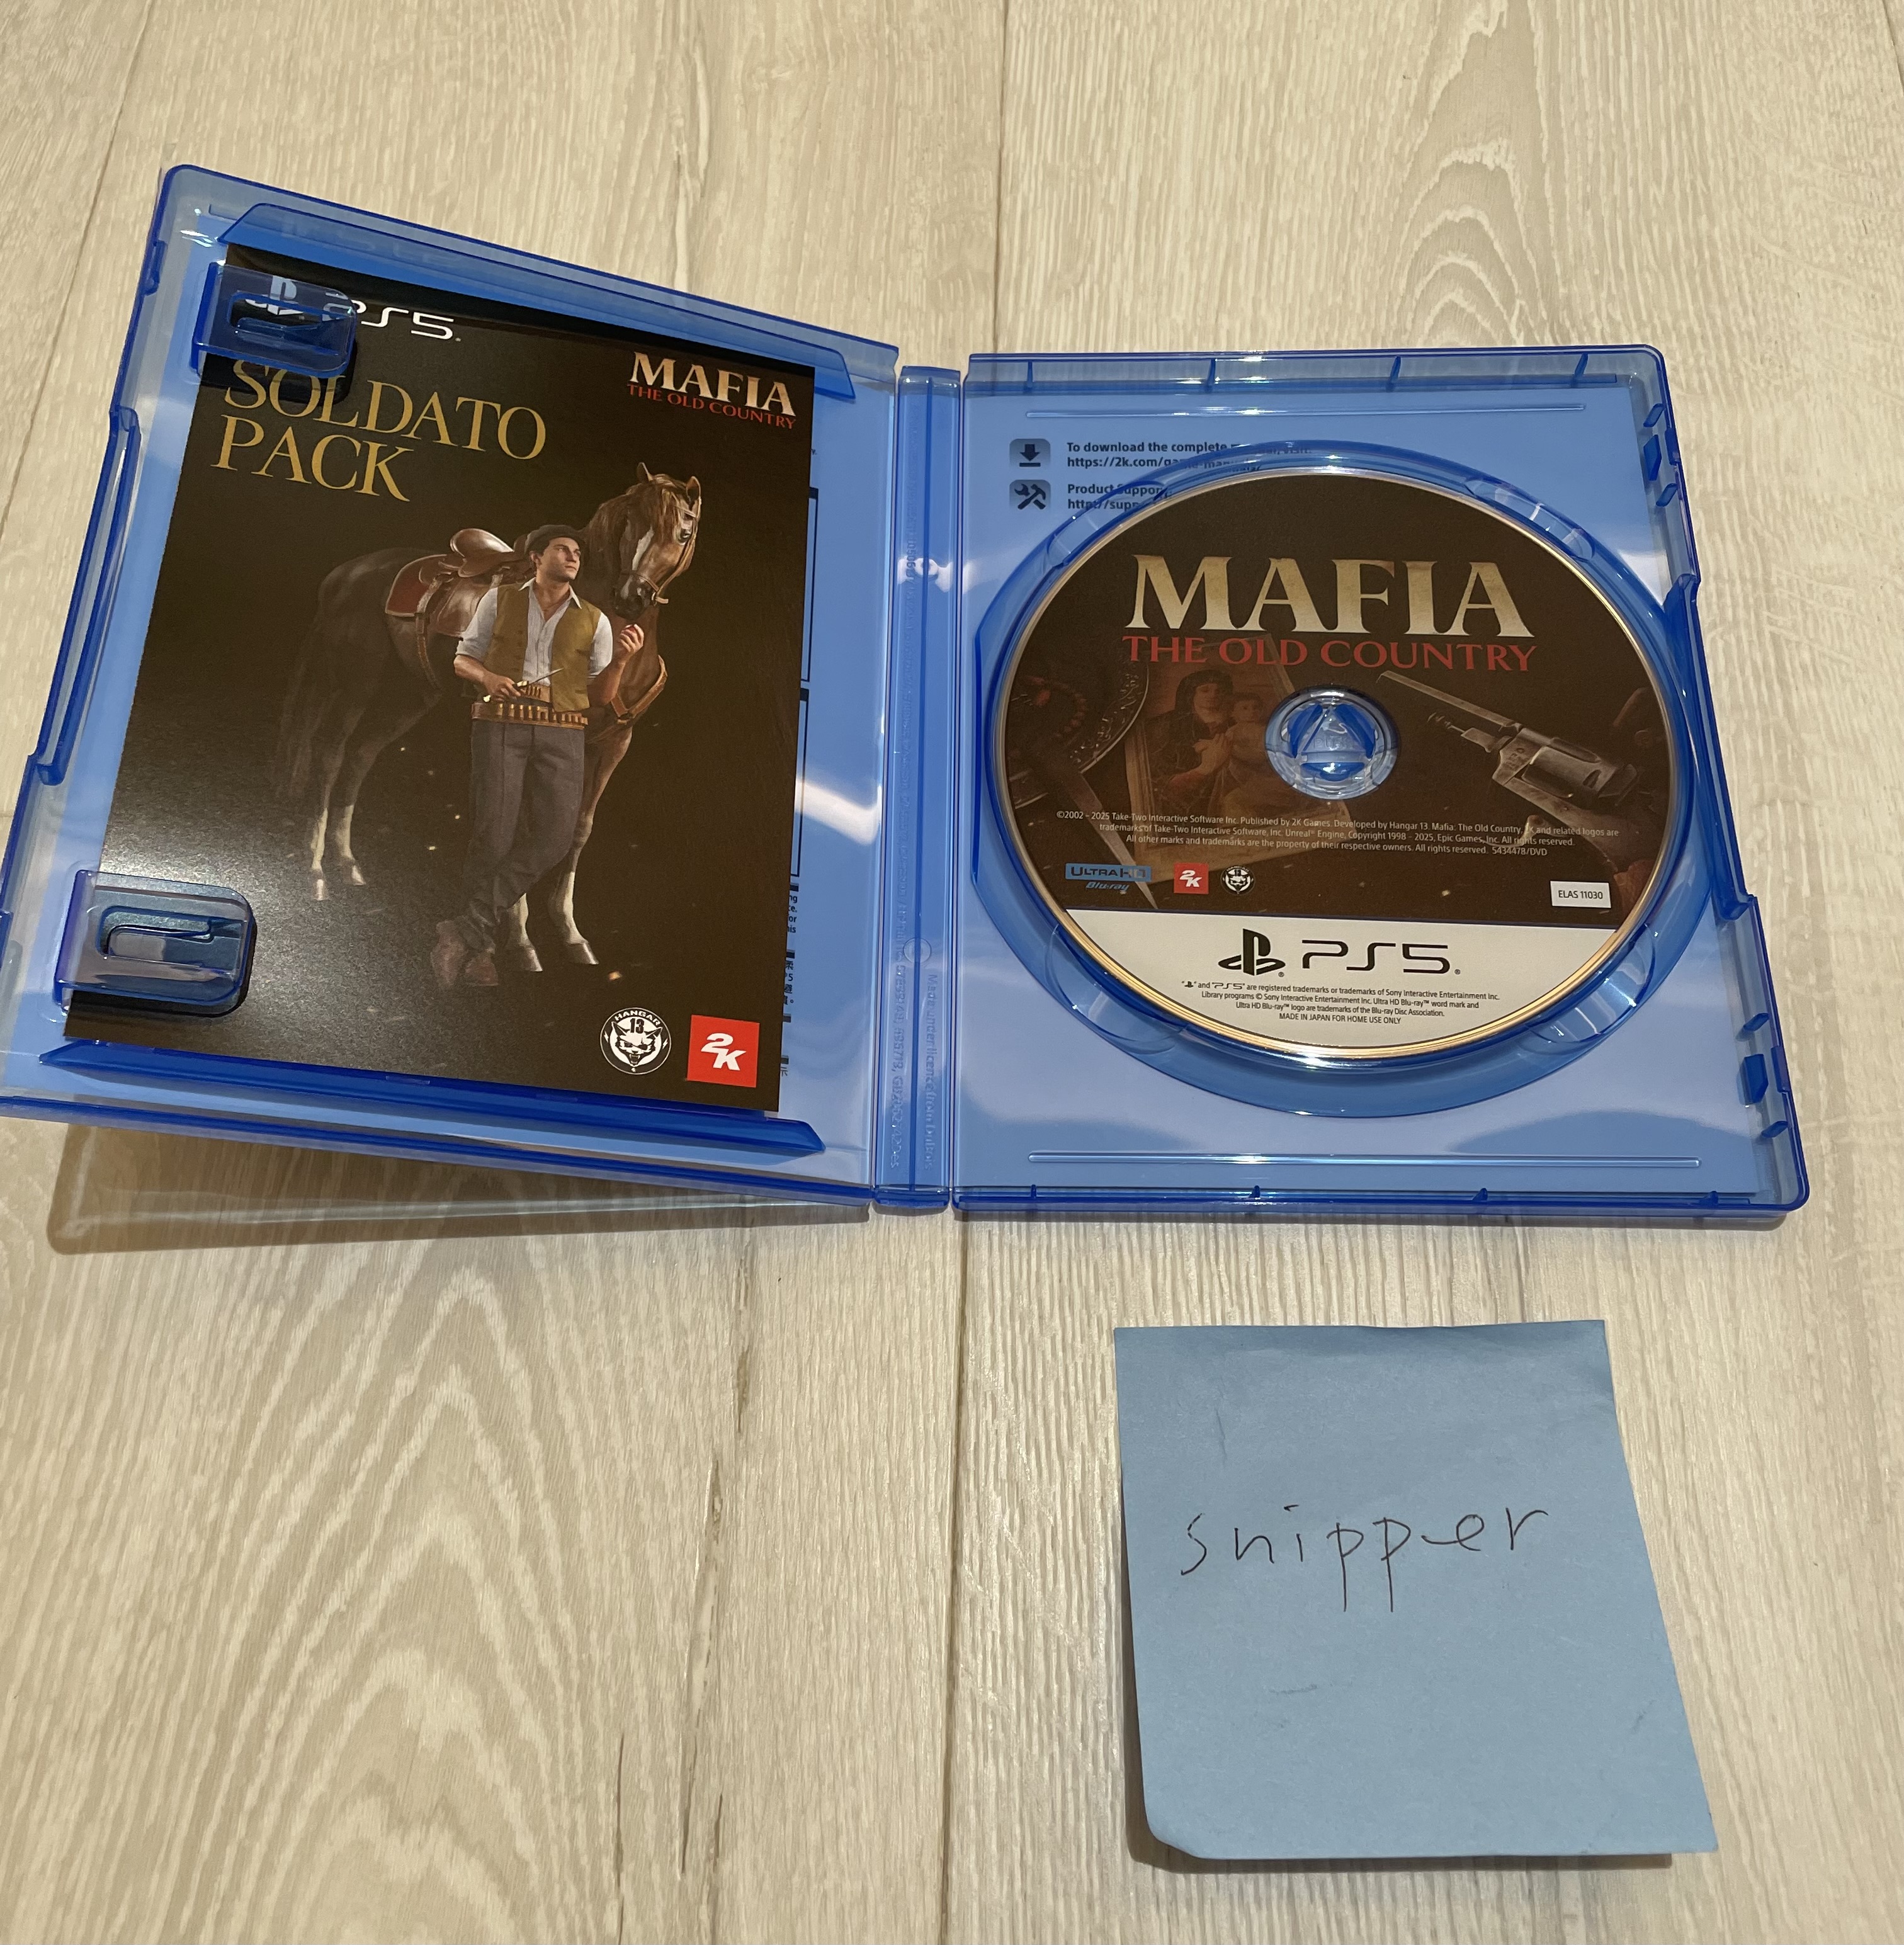 PS5
SOLDATO
PACK
MAFIA
THE OLD COUNTRY
HANGAR
13
2K
To download the complete
https://2k.com/
Product Support
MAFIA
THE OLD COUNTRY
©2002 - 2025 Take-Two Interactive Software Inc. Published by 2K Games. Developed by Hangar 13. Mafia: The Old Country, 2K and related logos are
trademarks of Take-Two Interactive Software, Inc. Unreal® Engine, Copyright 1998 - 2025, Epic Games, Inc. All rights reserved.
All other marks and trademarks are the property of their respective owners. All rights reserved. 5434478/DVD
ULTRA HD
Blu-ray
2K
13
ELAS 11030
PS5
" " and "PS5" are registered trademarks or trademarks of Sony Interactive Entertainment Inc.
Library programs © Sony Interactive Entertainment Inc. Ultra HD Blu-ray™ word mark and
Ultra HD Blu-ray™ logo are trademarks of the Blu-ray Disc Association.
MADE IN JAPAN FOR HOME USE ONLY
snipper